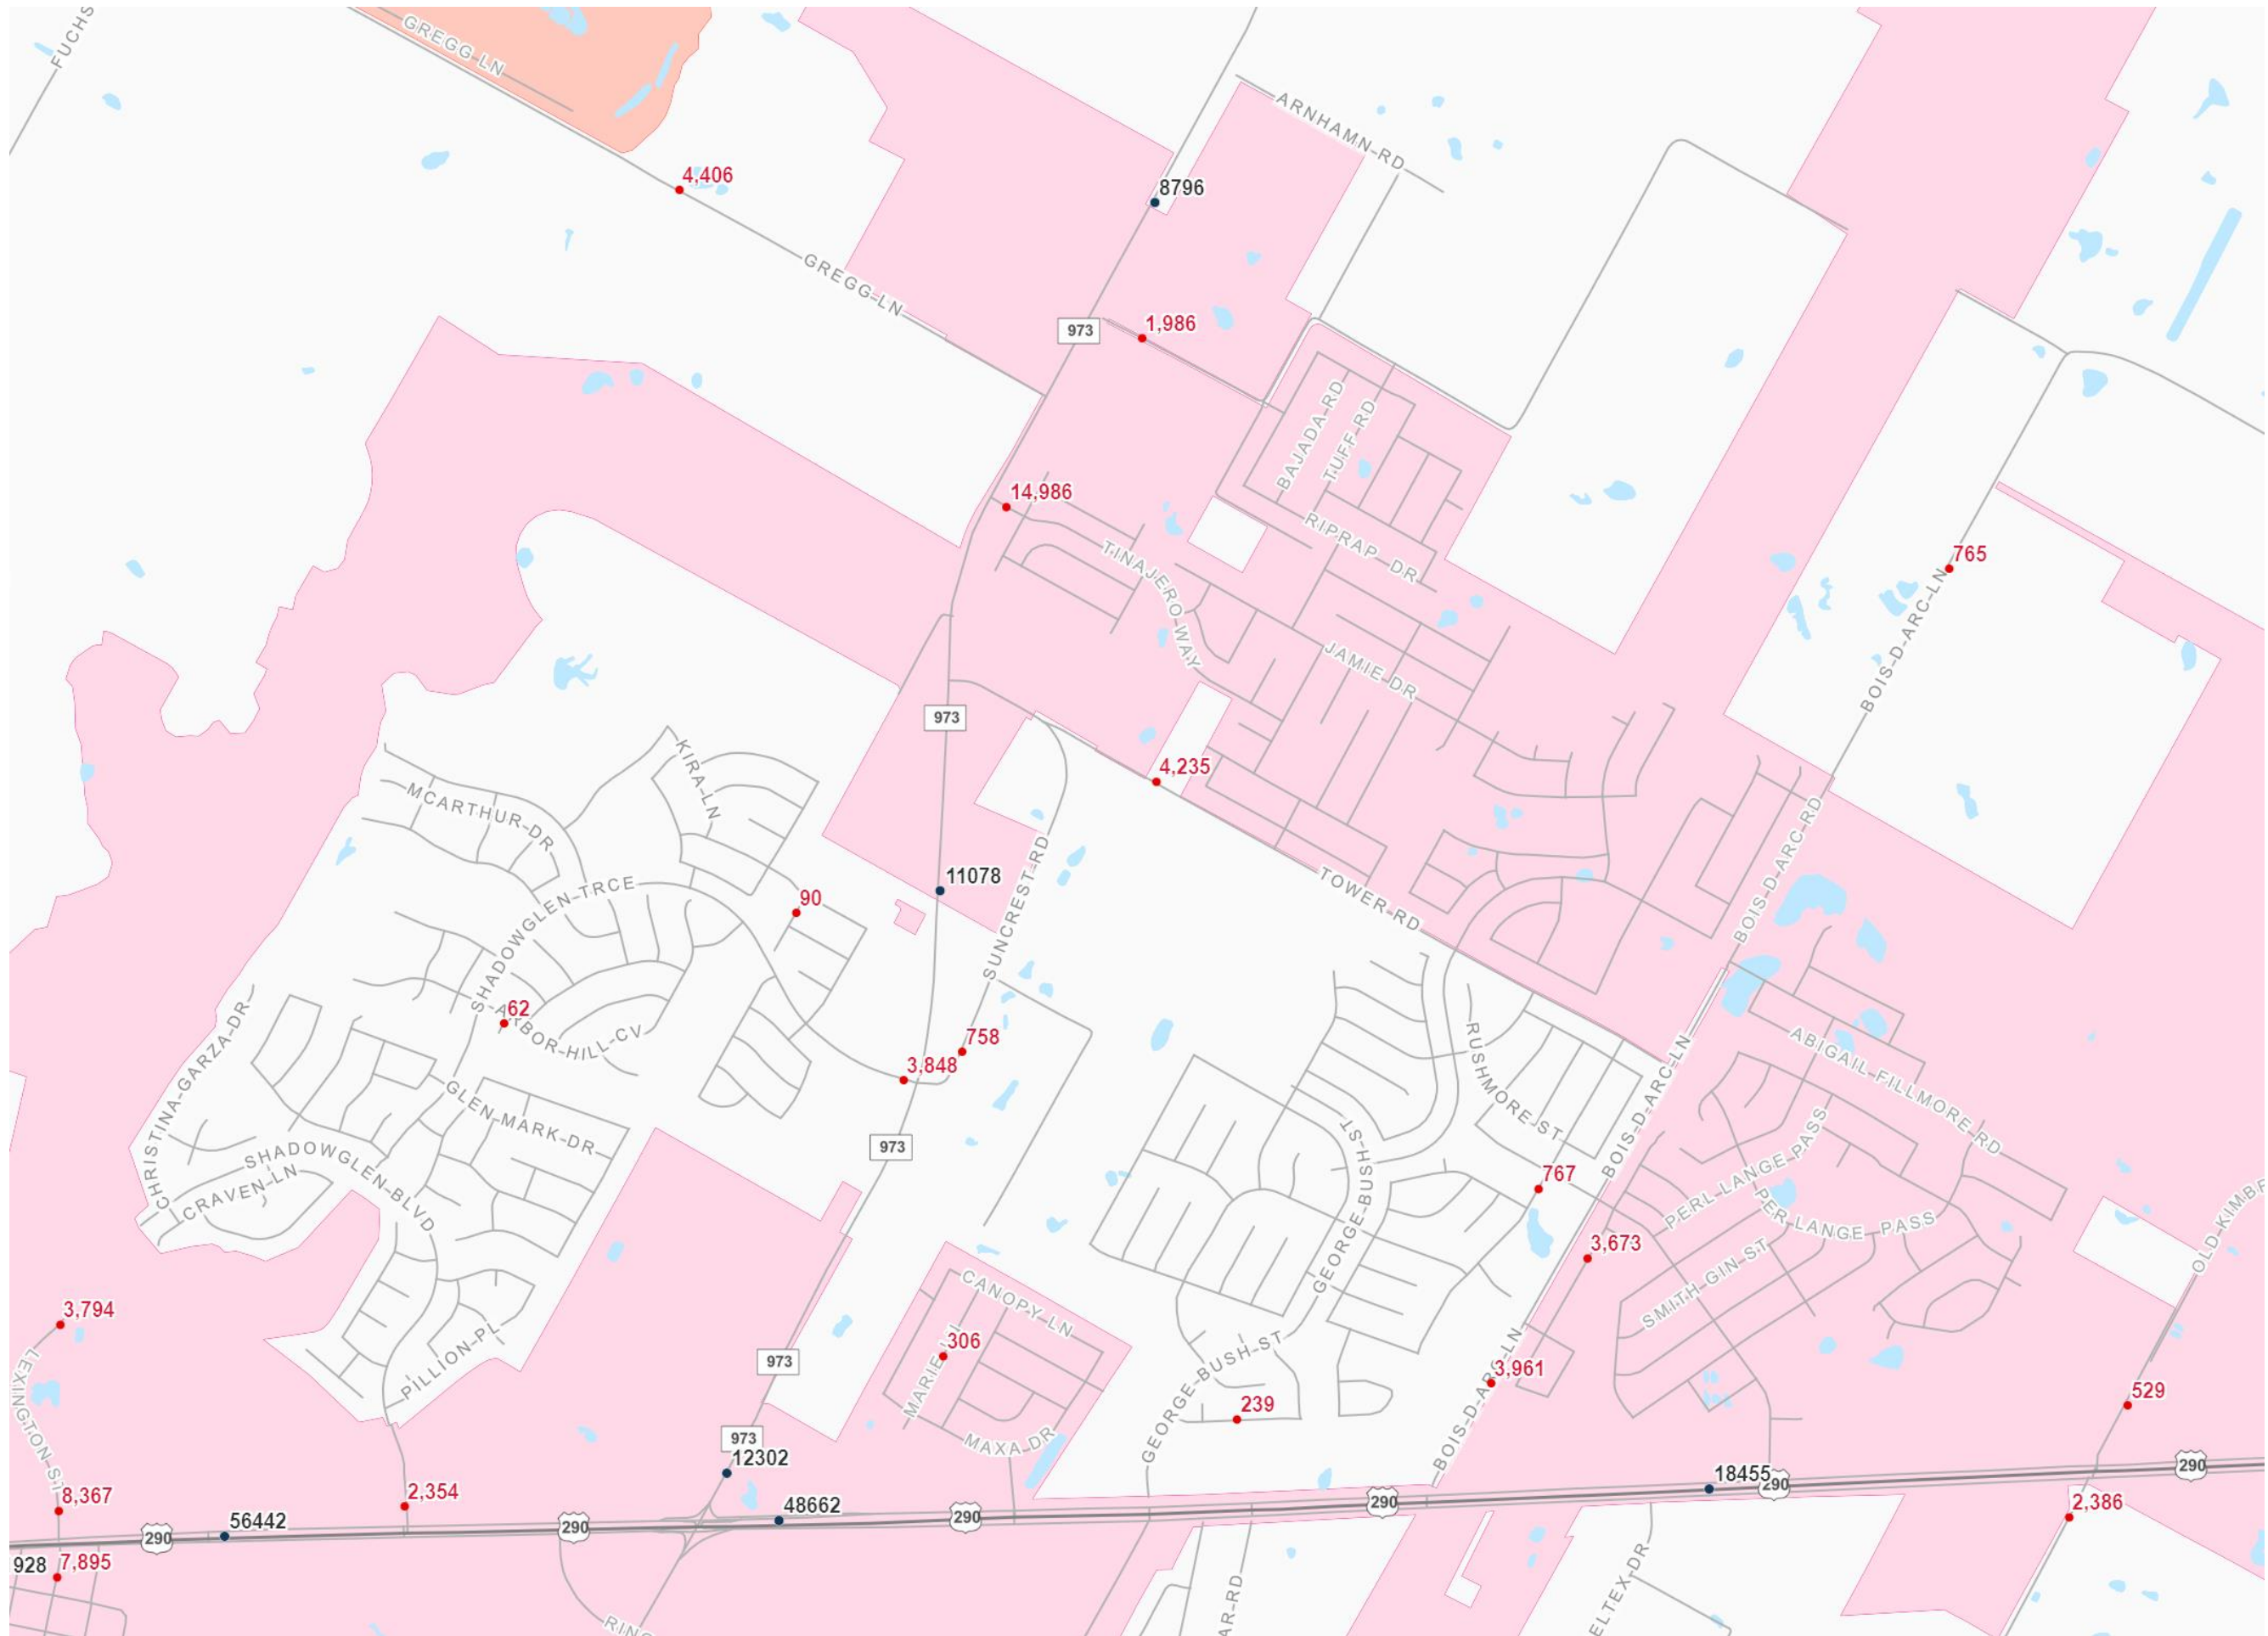 FUCHS
GREGG LN
ARNHAMN-RD
4,406
8796
GREGG-LN
973
1,986
BAJADA-RD
TUFF-RD
14,986
RIPRAP-DR
TINAJERO-WAY
765
BOIS-D-ARC-LN
JAMIE-DR
973
KIRA-LN
4,235
MCARTHUR-DR
BOIS-D-ARC-RD
11078
SUNCREST-RD
SHADOWGLEN-TRCE
90
TOWER-RD
62
ARBOR-HILL-CV
758
3,848
CHRISTINA-GARZA-DR
GLEN-MARK-DR
RUSHMORE-ST
BOIS-D-ARC-LN
ABIGAIL-FILLMORE-RD
973
SHADOWGLEN-BLVD
CRAVEN-LN
GEORGE-BUSH-ST
767
PERL-LANGE-PASS
PER LANGE PASS
3,673
SMITH-GIN-ST
OLD-KIMBR
3,794
LEXINGTON-ST
CANOPY-LN
306
MARIE
973
PILLION-PL
GEORGE-BUSH-ST
3,961
BOIS-D-ARC-LN
239
529
MAXA-DR
973
12302
18455
290
290
8,367
2,354
48662
290
290
2,386
56442
290
290
928
7,895
RING
AR-RD
ELTEX-DR